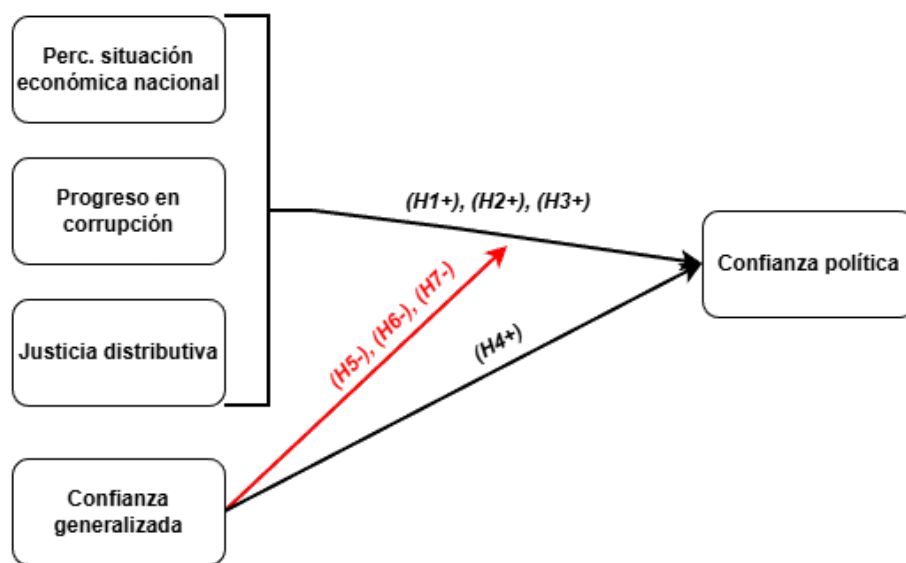 Perc. situación
económica nacional
Progreso en
corrupción
Justicia distributiva
Confianza
generalizada
(H1+), (H2+), (H3+)
(H5-), (H6-), (H7-)
(H4+)
Confianza política